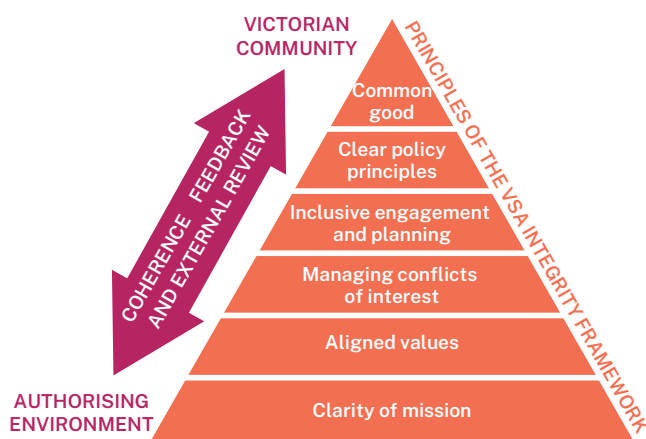 VICTORIAN
COMMUNITY
PRINCIPLES OF THE VSA INTEGRITY FRAMEWORK
COHERENCE FEEDBACK
AND EXTERNAL REVIEW
Common
good
Clear policy
principles
Inclusive engagement
and planning
Managing conflicts
of interest
Aligned values
Clarity of mission
AUTHORISING
ENVIRONMENT